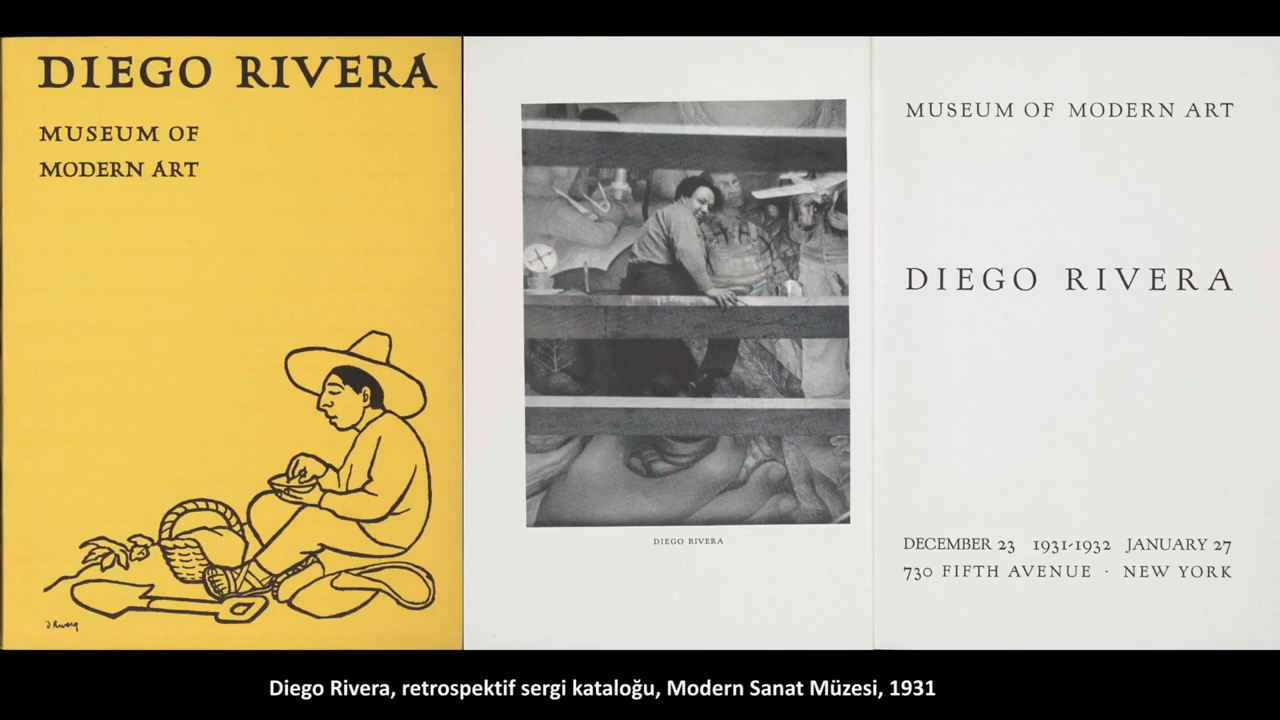 DIEGO RIVERA
MUSEUM OF
MODERN ART
D Rivera
DIEGO RIVERA
MUSEUM OF MODERN ART
DIEGO RIVERA
DECEMBER 23 1931-1932 JANUARY 27
730 FIFTH AVENUE · NEW YORK
Diego Rivera, retrospektif sergi kataloğu, Modern Sanat Müzesi, 1931